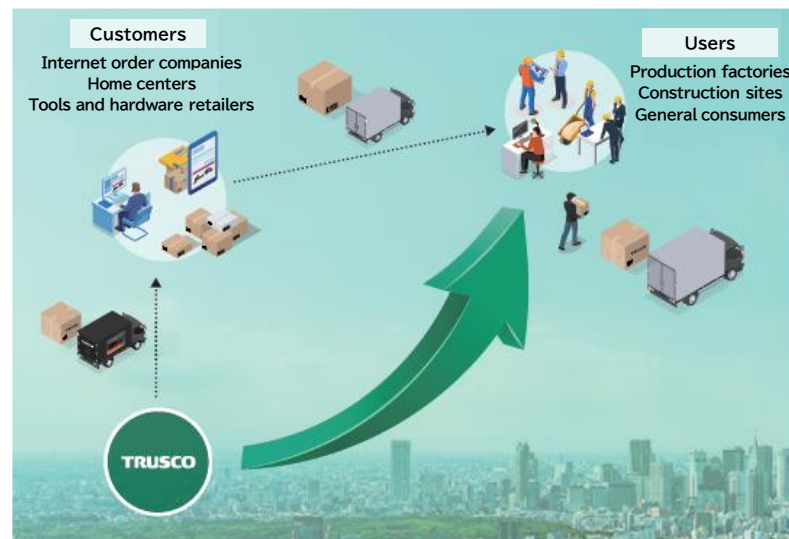 Customers
Internet order companies
Home centers
Tools and hardware retailers
Users
Production factories
Construction sites
General consumers
TRUSCO